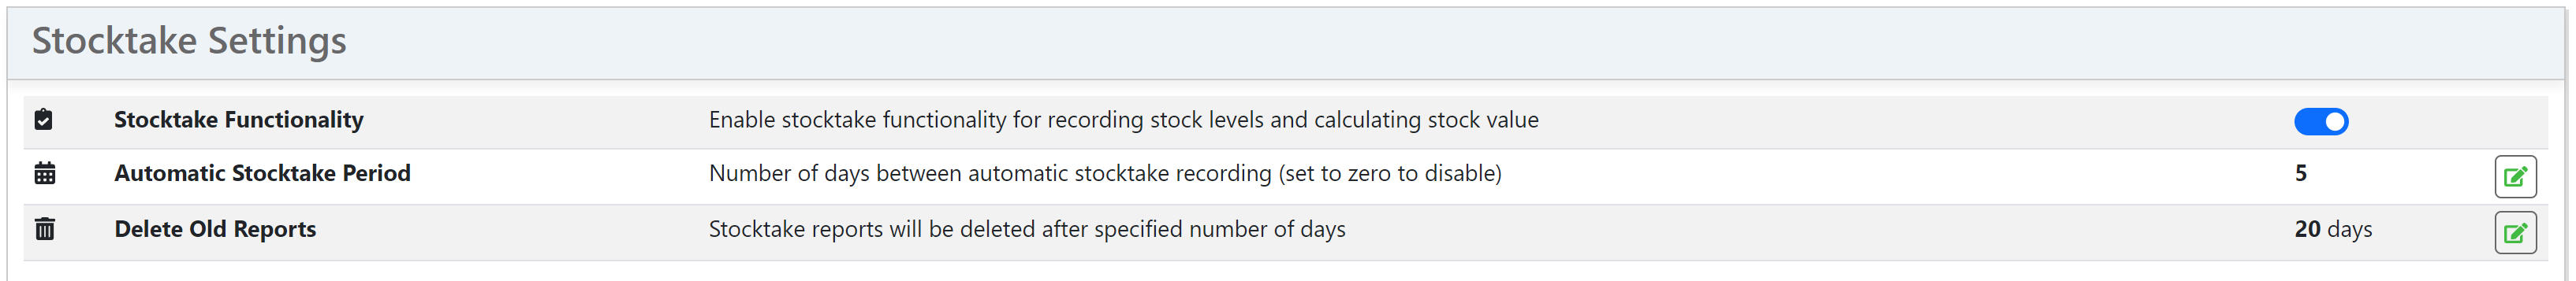 Stocktake Settings
Stocktake Functionality Enable stocktake functionality for recording stock levels and calculating stock value
Automatic Stocktake Period Number of days between automatic stocktake recording (set to zero to disable) 5
Delete Old Reports Stocktake reports will be deleted after specified number of days 20 days